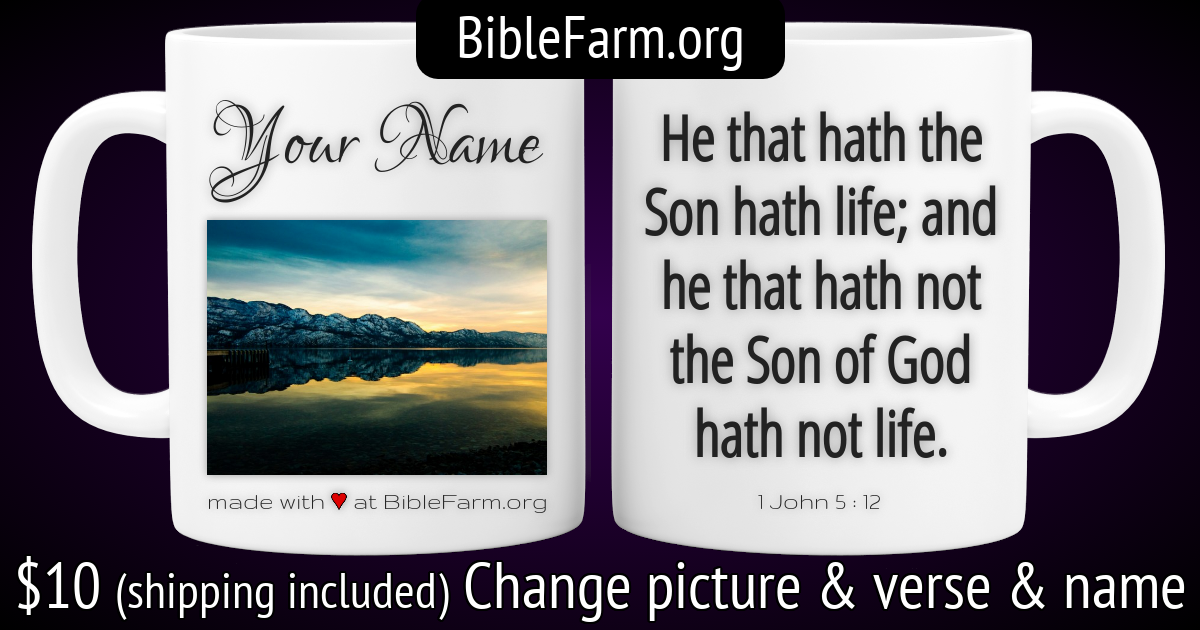 BibleFarm.org
Your Name
made with ♥ at BibleFarm.org
He that hath the
Son hath life; and
he that hath not
the Son of God
hath not life.
1 John 5 : 12
$10 (shipping included) Change picture & verse & name